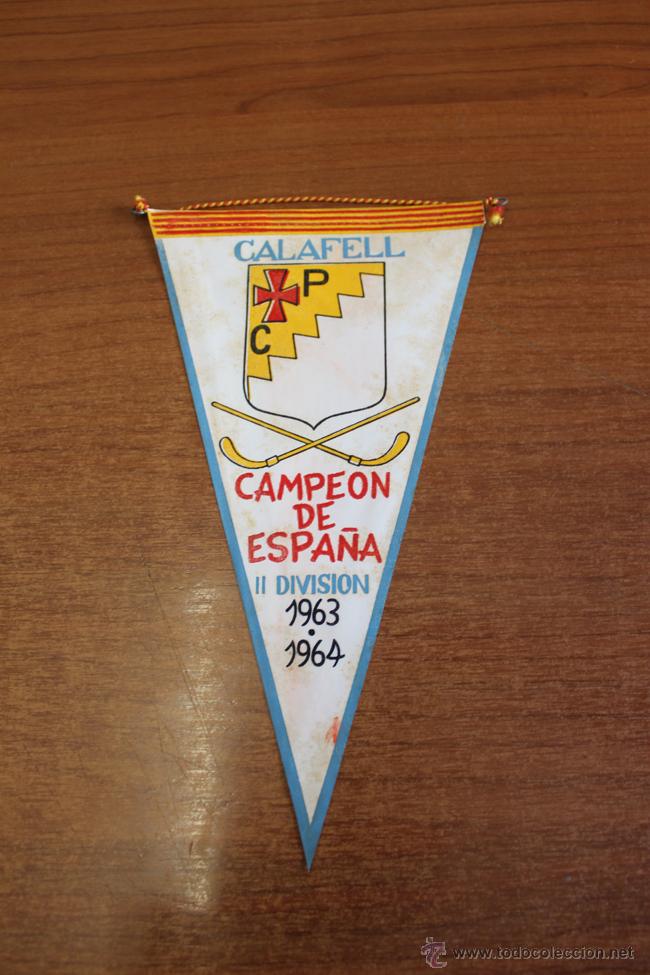 CALAFELL
P
C
CAMPEON
DE
ESPAÑA
II DIVISION
1963
•
1964
www.todocoleccion.net